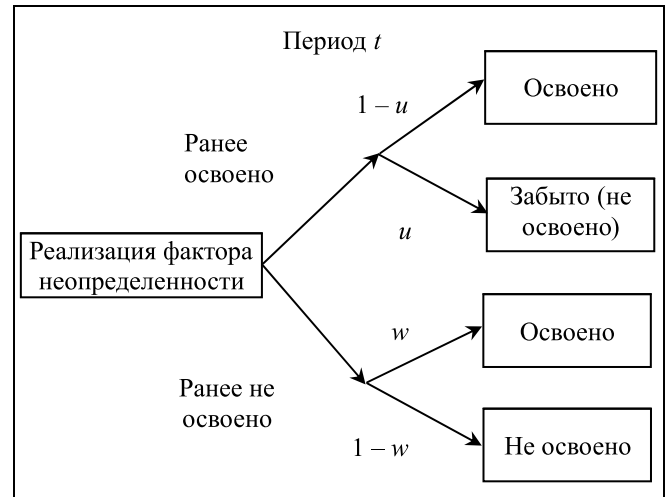 Период t
1 – u
Освоено
Ранее
освоено
Забыто (не
освоено)
u
Реализация фактора
неопределенности
w
Освоено
Ранее не
освоено
1 – w
Не освоено